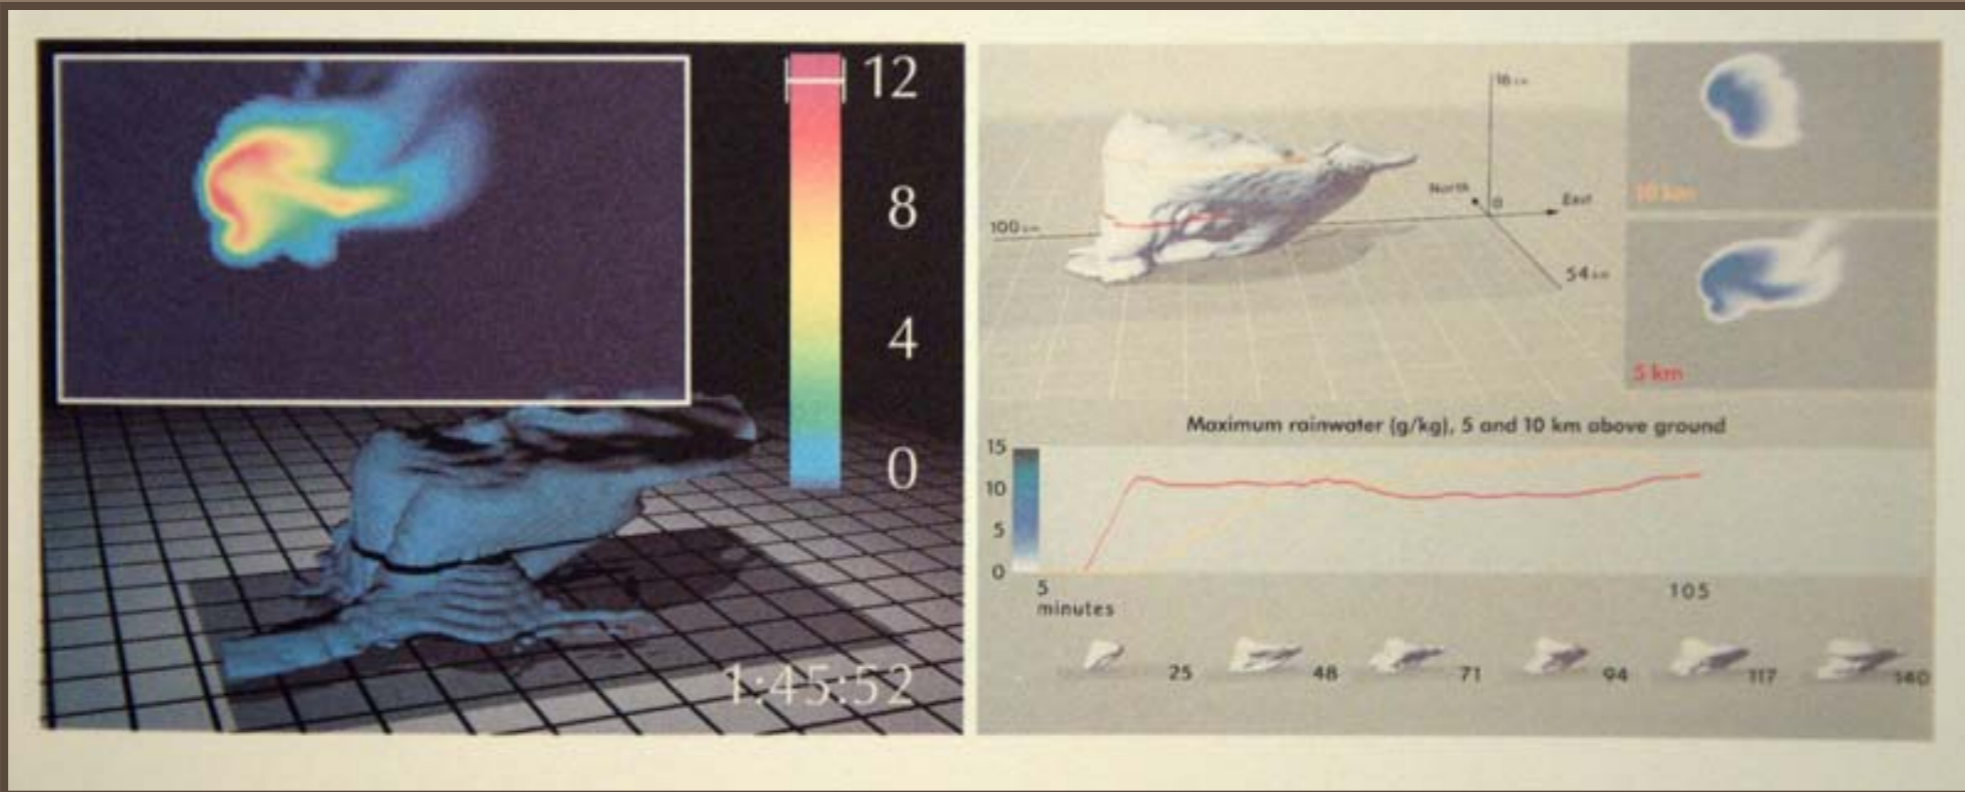 12
8
4
0
1:45:52
16 km
North
0
East
100 km
54 km
10 km
5 km
Maximum rainwater (g/kg), 5 and 10 km above ground
15
10
5
0
5
minutes
105
25
48
71
94
117
140